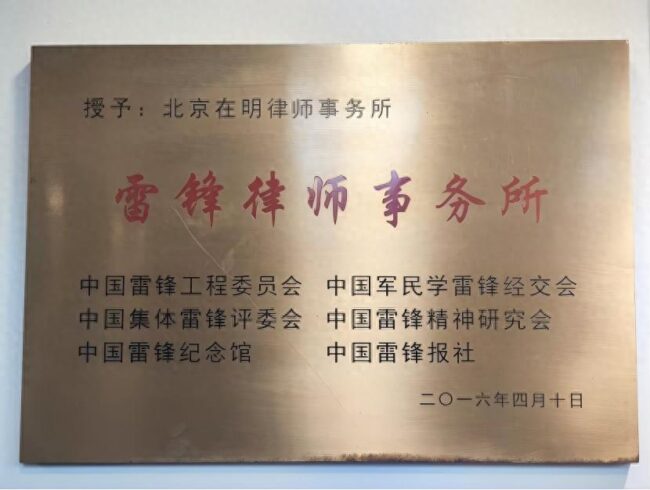 授予：北京在明律师事务所
雷锋律师事务所
中国雷锋工程委员会 中国军民学雷锋经交会
中国集体雷锋评委会 中国雷锋精神研究会
中国雷锋纪念馆 中国雷锋报社
二〇一六年四月十日